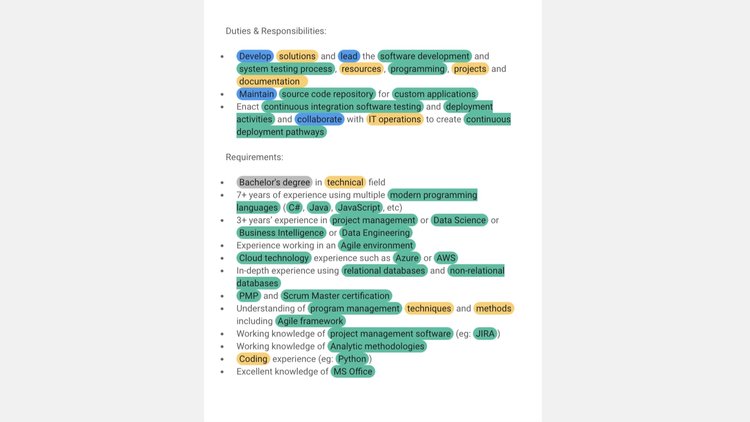 Duties & Responsibilities:
• Develop solutions and lead the software development and
system testing process, resources, programming, projects and
documentation
• Maintain source code repository for custom applications
• Enact continuous integration software testing and deployment
activities and collaborate with IT operations to create continuous
deployment pathways
Requirements:
• Bachelor's degree in technical field
• 7+ years of experience using multiple modern programming
languages (C#, Java, JavaScript, etc)
• 3+ years' experience in project management or Data Science or
Business Intelligence or Data Engineering
• Experience working in an Agile environment
• Cloud technology experience such as Azure or AWS
• In-depth experience using relational databases and non-relational
databases
• PMP and Scrum Master certification
• Understanding of program management techniques and methods
including Agile framework
• Working knowledge of project management software (eg: JIRA)
• Working knowledge of Analytic methodologies
• Coding experience (eg: Python)
• Excellent knowledge of MS Office